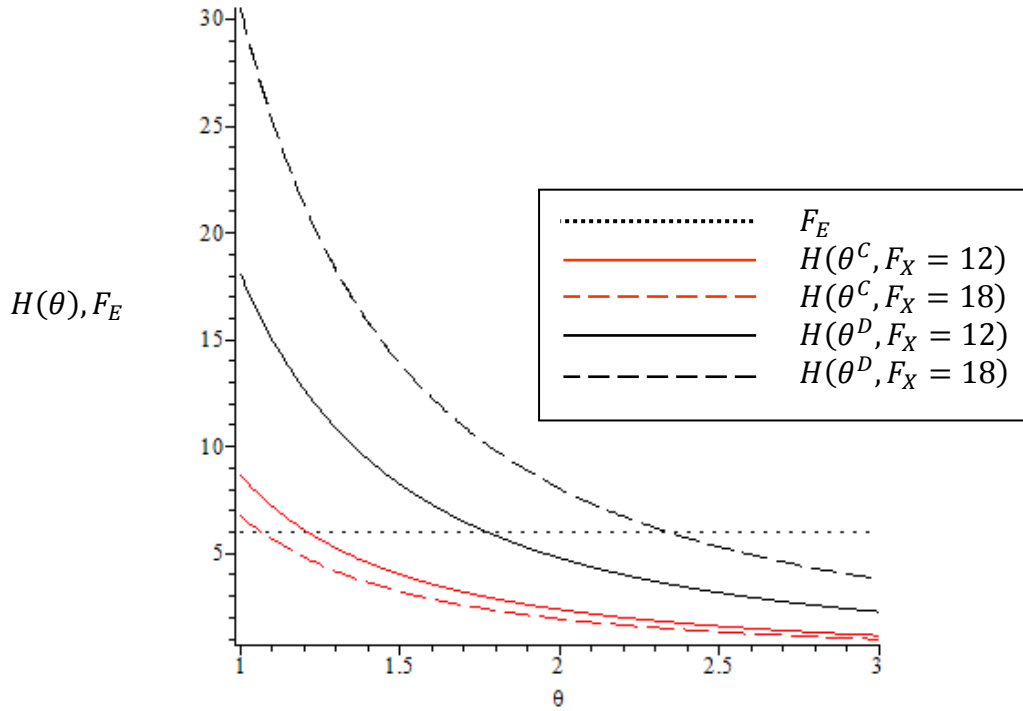 30
25
20
15
10
5
H(θ), F_E
F_E
H(θ^C, F_X = 12)
H(θ^C, F_X = 18)
H(θ^D, F_X = 12)
H(θ^D, F_X = 18)
1 1.5 2 2.5 3
θ